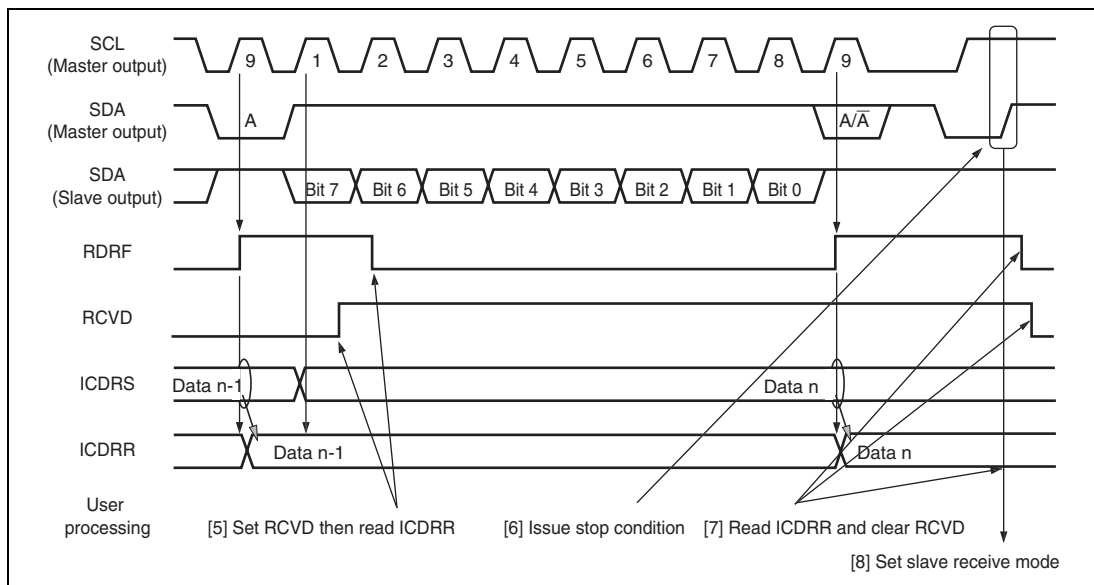 SCL
(Master output)
9 1 2 3 4 5 6 7 8 9
SDA
(Master output)
A A/A̅
SDA
(Slave output)
Bit 7 Bit 6 Bit 5 Bit 4 Bit 3 Bit 2 Bit 1 Bit 0
RDRF
RCVD
ICDRS
Data n-1 Data n
ICDRR
Data n-1 Data n
User
processing
[5] Set RCVD then read ICDRR [6] Issue stop condition [7] Read ICDRR and clear RCVD
[8] Set slave receive mode